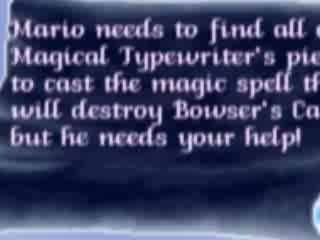 Mario needs to find all
Magical Typewriter's pie
to cast the magic spell th
will destroy Bowser's Ca
but he needs your help!